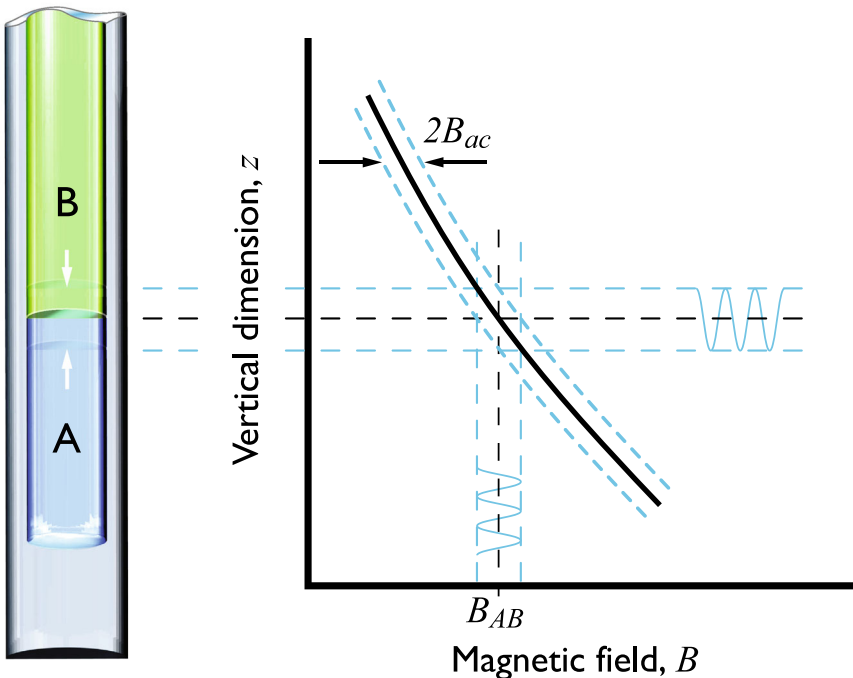 B
A
Vertical dimension, z
2B_ac
B_AB
Magnetic field, B